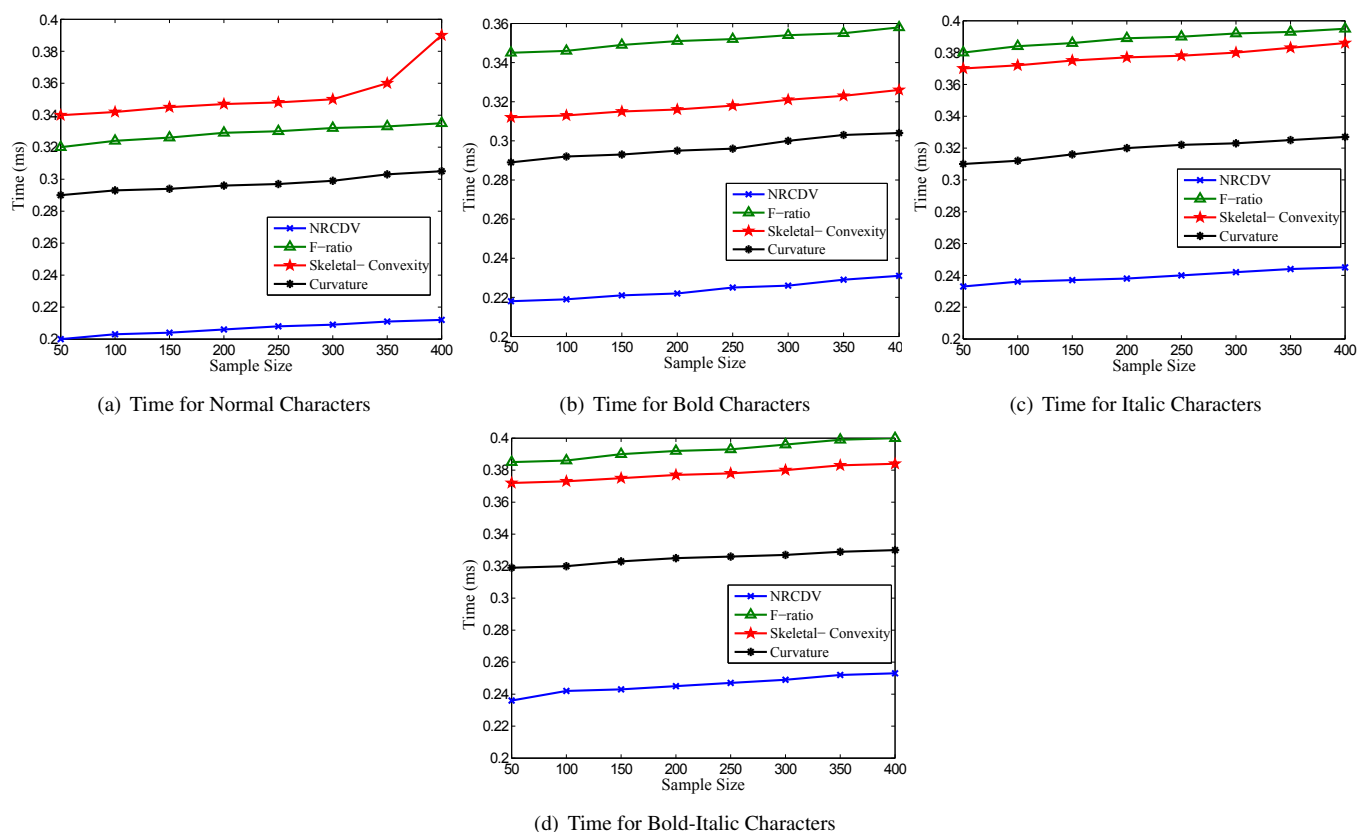 0.4
0.38
0.36
0.34
0.32
0.3
0.28
0.26
0.24
0.22
0.2
Time (ms)
50 100 150 200 250 300 350 400
Sample Size
NRCDV
F−ratio
Skeletal− Convexity
Curvature
(a) Time for Normal Characters
0.36
0.34
0.32
0.3
0.28
0.26
0.24
0.22
0.2
Time (ms)
50 100 150 200 250 300 350 400
Sample Size
NRCDV
F−ratio
Skeletal− Convexity
Curvature
(b) Time for Bold Characters
0.4
0.38
0.36
0.34
0.32
0.3
0.28
0.26
0.24
0.22
0.2
Time (ms)
50 100 150 200 250 300 350 400
Sample Size
NRCDV
F−ratio
Skeletal− Convexity
Curvature
(c) Time for Italic Characters
0.4
0.38
0.36
0.34
0.32
0.3
0.28
0.26
0.24
0.22
0.2
Time (ms)
50 100 150 200 250 300 350 400
Sample Size
NRCDV
F−ratio
Skeletal− Convexity
Curvature
(d) Time for Bold-Italic Characters